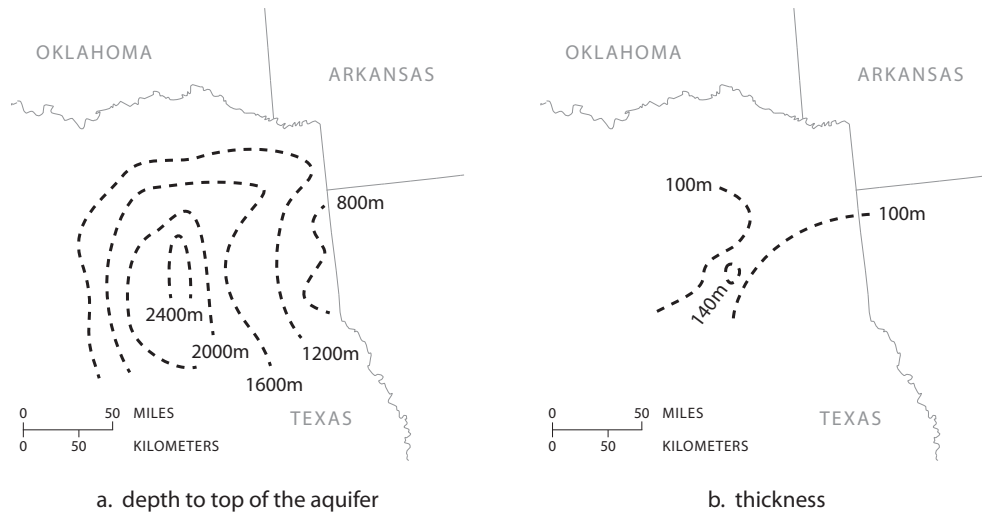 OKLAHOMA
ARKANSAS
800m
2400m
2000m
1200m
1600m
TEXAS
0 50 MILES
0 50 KILOMETERS
a. depth to top of the aquifer
OKLAHOMA
ARKANSAS
100m
100m
140m
TEXAS
0 50 MILES
0 50 KILOMETERS
b. thickness